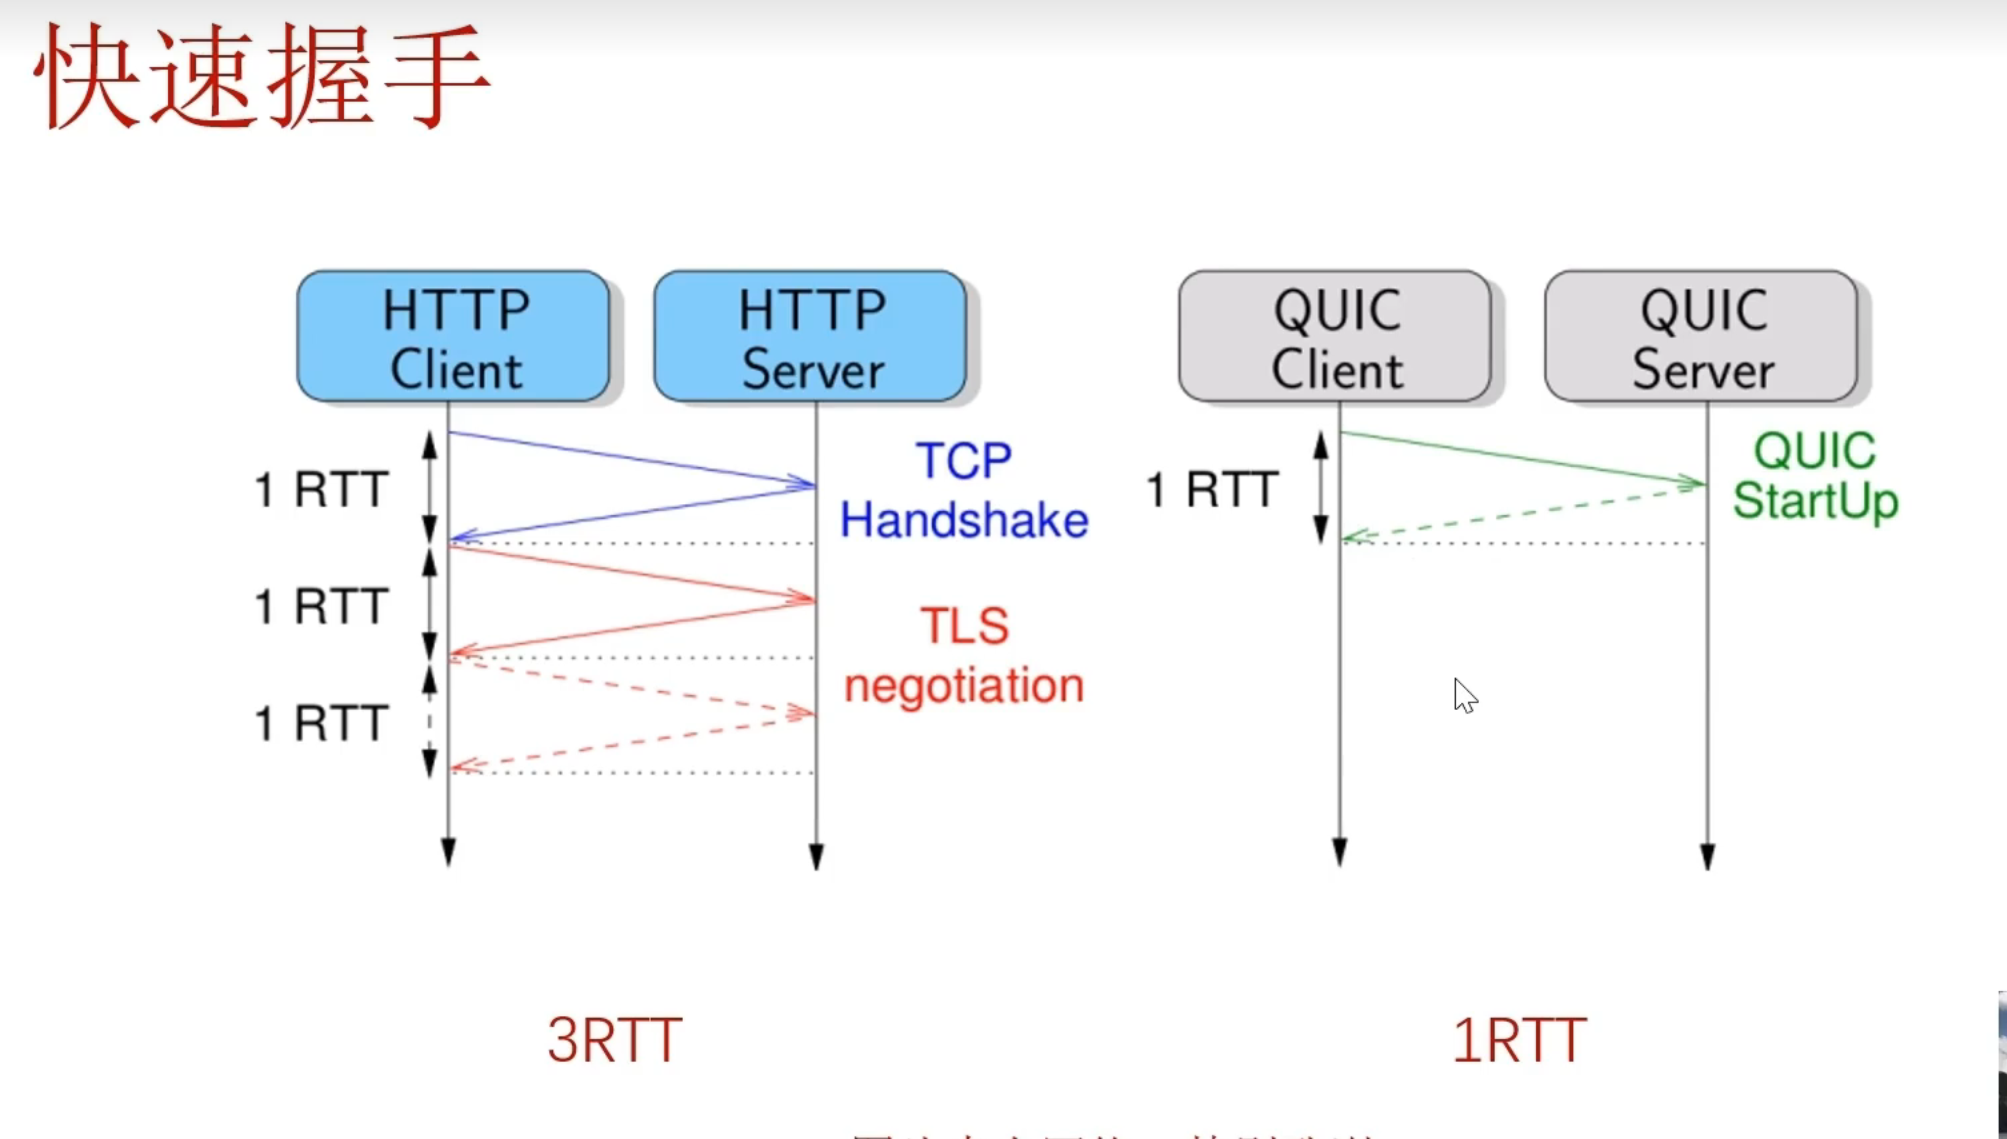 快速握手
HTTP
Client
HTTP
Server
QUIC
Client
QUIC
Server
1 RTT
TCP
Handshake
1 RTT
QUIC
StartUp
1 RTT
TLS
negotiation
1 RTT
3RTT
1RTT